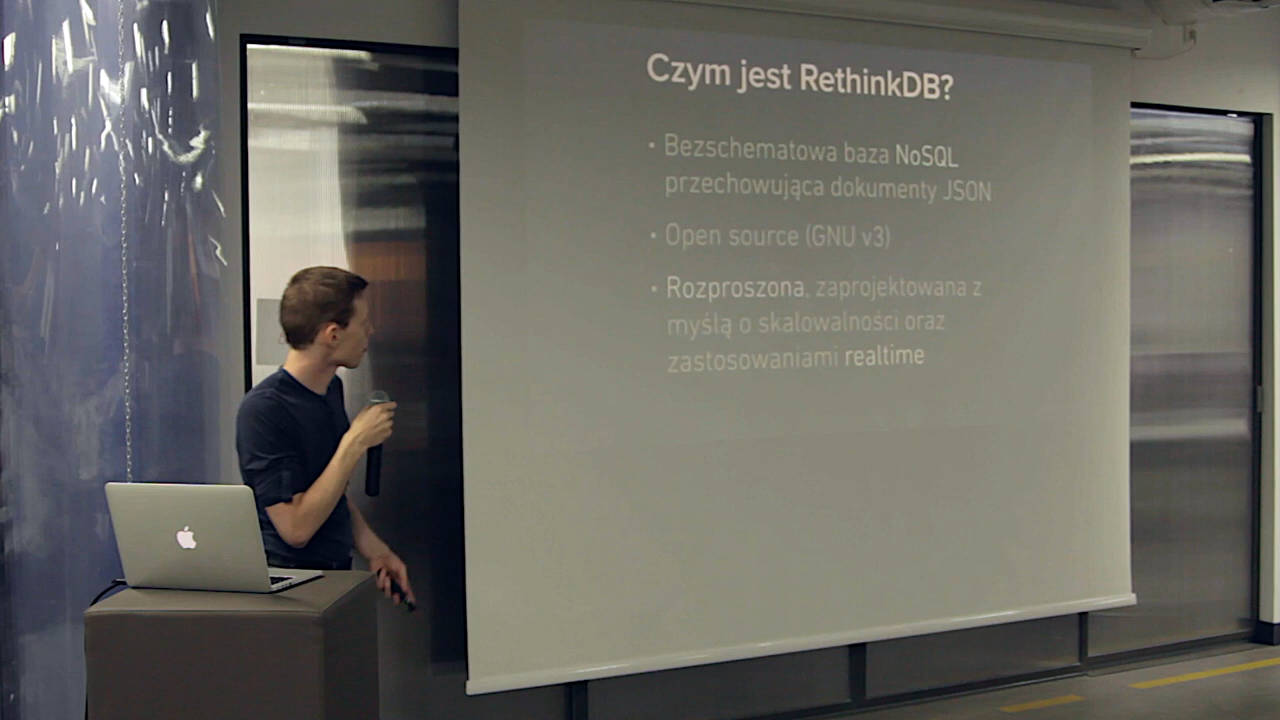 Czym jest RethinkDB?
• Bezschematowa baza NoSQL
przechowująca dokumenty JSON
• Open source (GNU v3)
• Rozproszona, zaprojektowana z
myślą o skalowalności oraz
zastosowaniami realtime